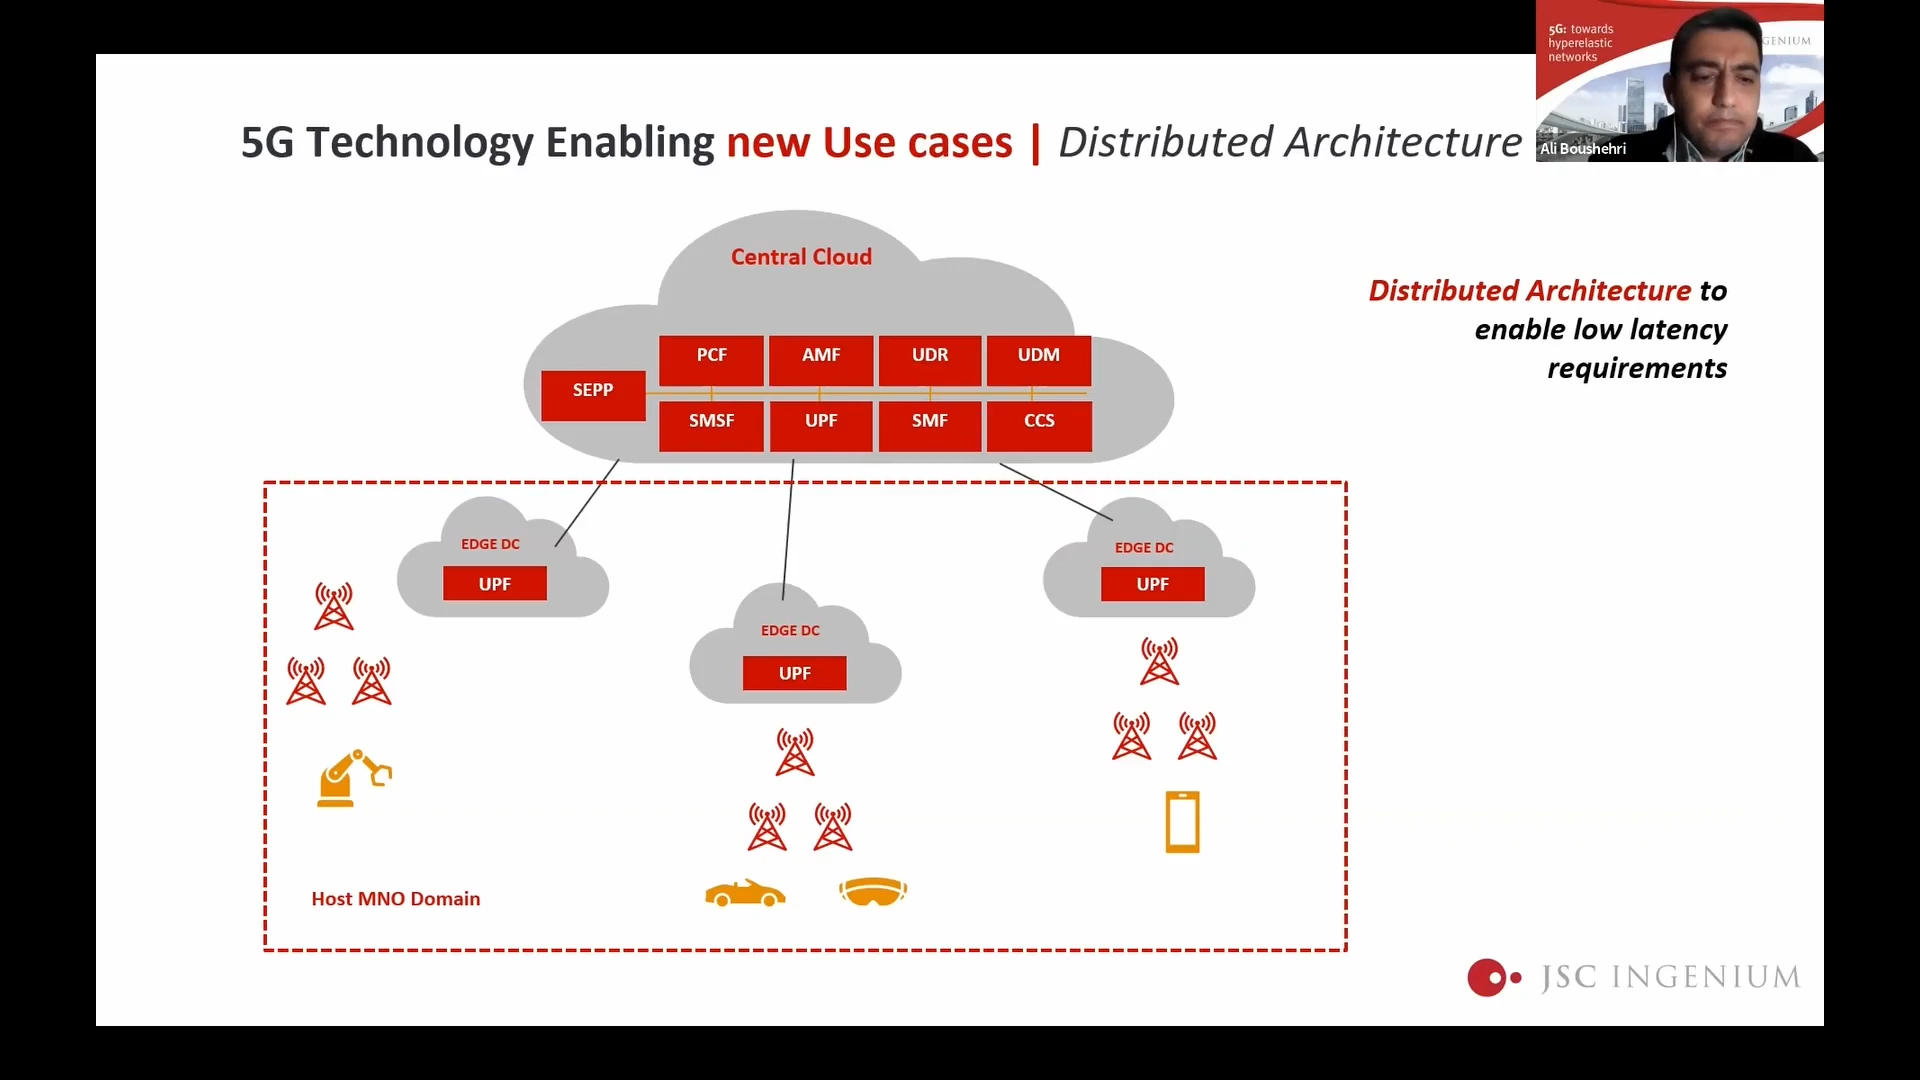 5G: towards
hyperelastic
networks
GENIUM
Ali Boushehri
5G Technology Enabling new Use cases | Distributed Architecture
Central Cloud
Distributed Architecture to
enable low latency
requirements
PCF
AMF
UDR
UDM
SEPP
SMSF
UPF
SMF
CCS
EDGE DC
UPF
EDGE DC
UPF
EDGE DC
UPF
Host MNO Domain
JSC INGENIUM